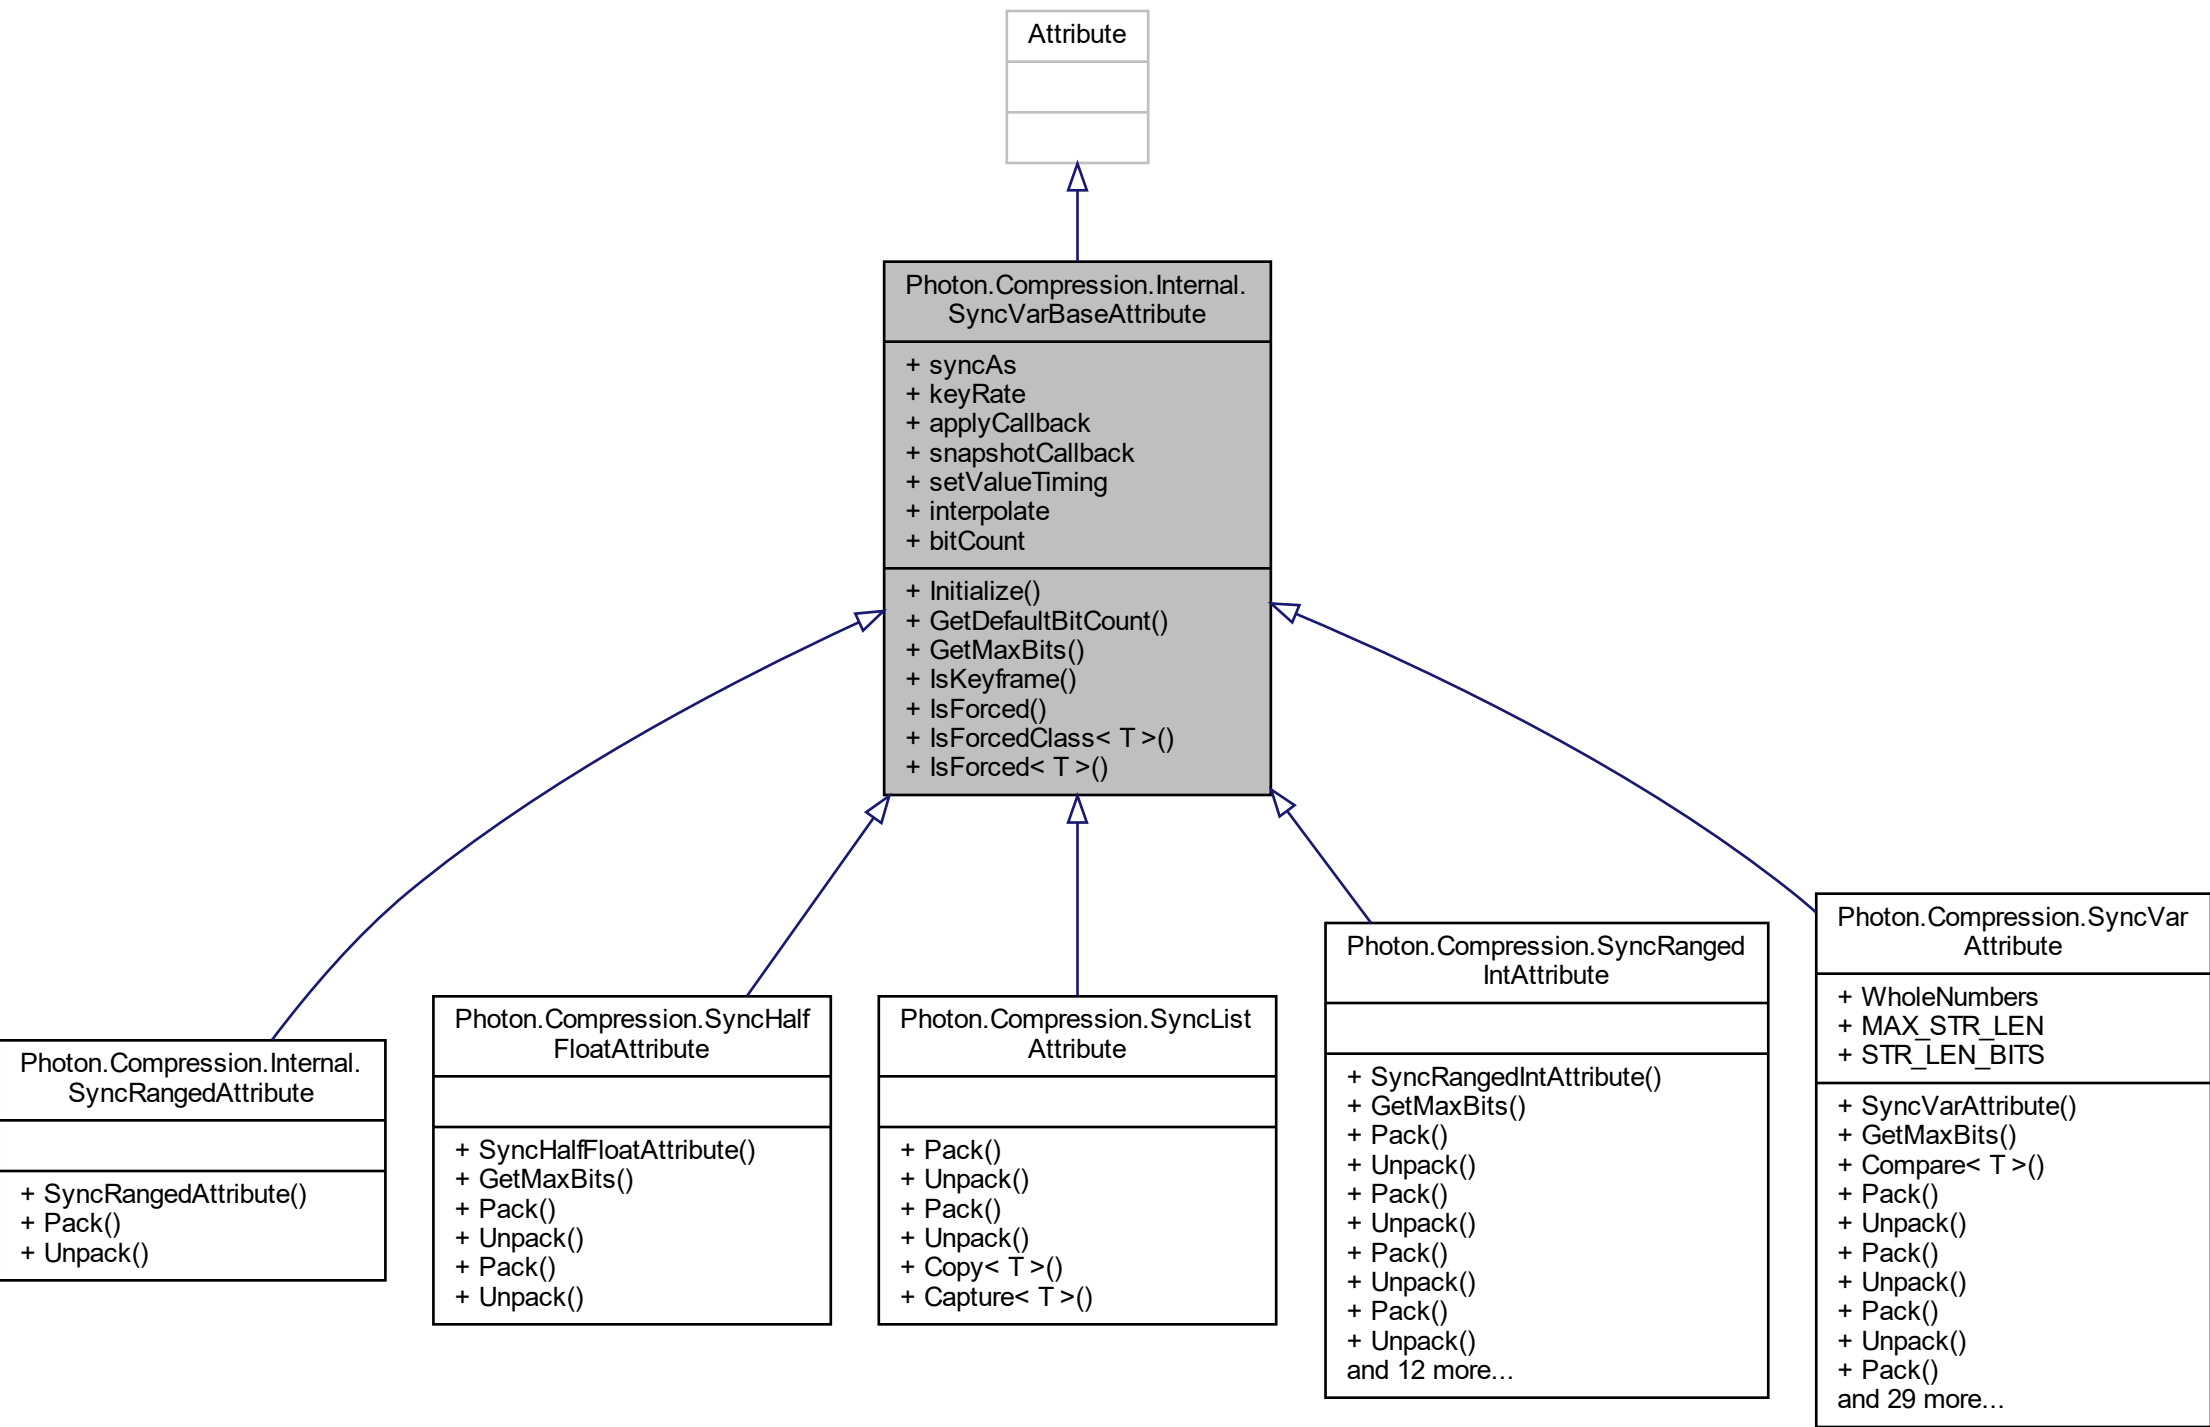 Attribute
Photon.Compression.Internal.
SyncVarBaseAttribute
+ syncAs
+ keyRate
+ applyCallback
+ snapshotCallback
+ setValueTiming
+ interpolate
+ bitCount
+ Initialize()
+ GetDefaultBitCount()
+ GetMaxBits()
+ IsKeyframe()
+ IsForced()
+ IsForcedClass< T >()
+ IsForced< T >()
Photon.Compression.Internal.
SyncRangedAttribute
+ SyncRangedAttribute()
+ Pack()
+ Unpack()
Photon.Compression.SyncHalf
FloatAttribute
+ SyncHalfFloatAttribute()
+ GetMaxBits()
+ Pack()
+ Unpack()
+ Pack()
+ Unpack()
Photon.Compression.SyncList
Attribute
+ Pack()
+ Unpack()
+ Pack()
+ Unpack()
+ Copy< T >()
+ Capture< T >()
Photon.Compression.SyncRanged
IntAttribute
+ SyncRangedIntAttribute()
+ GetMaxBits()
+ Pack()
+ Unpack()
+ Pack()
+ Unpack()
+ Pack()
+ Unpack()
+ Pack()
+ Unpack()
and 12 more...
Photon.Compression.SyncVar
Attribute
+ WholeNumbers
+ MAX_STR_LEN
+ STR_LEN_BITS
+ SyncVarAttribute()
+ GetMaxBits()
+ Compare< T >()
+ Pack()
+ Unpack()
+ Pack()
+ Unpack()
+ Pack()
+ Unpack()
+ Pack()
and 29 more...